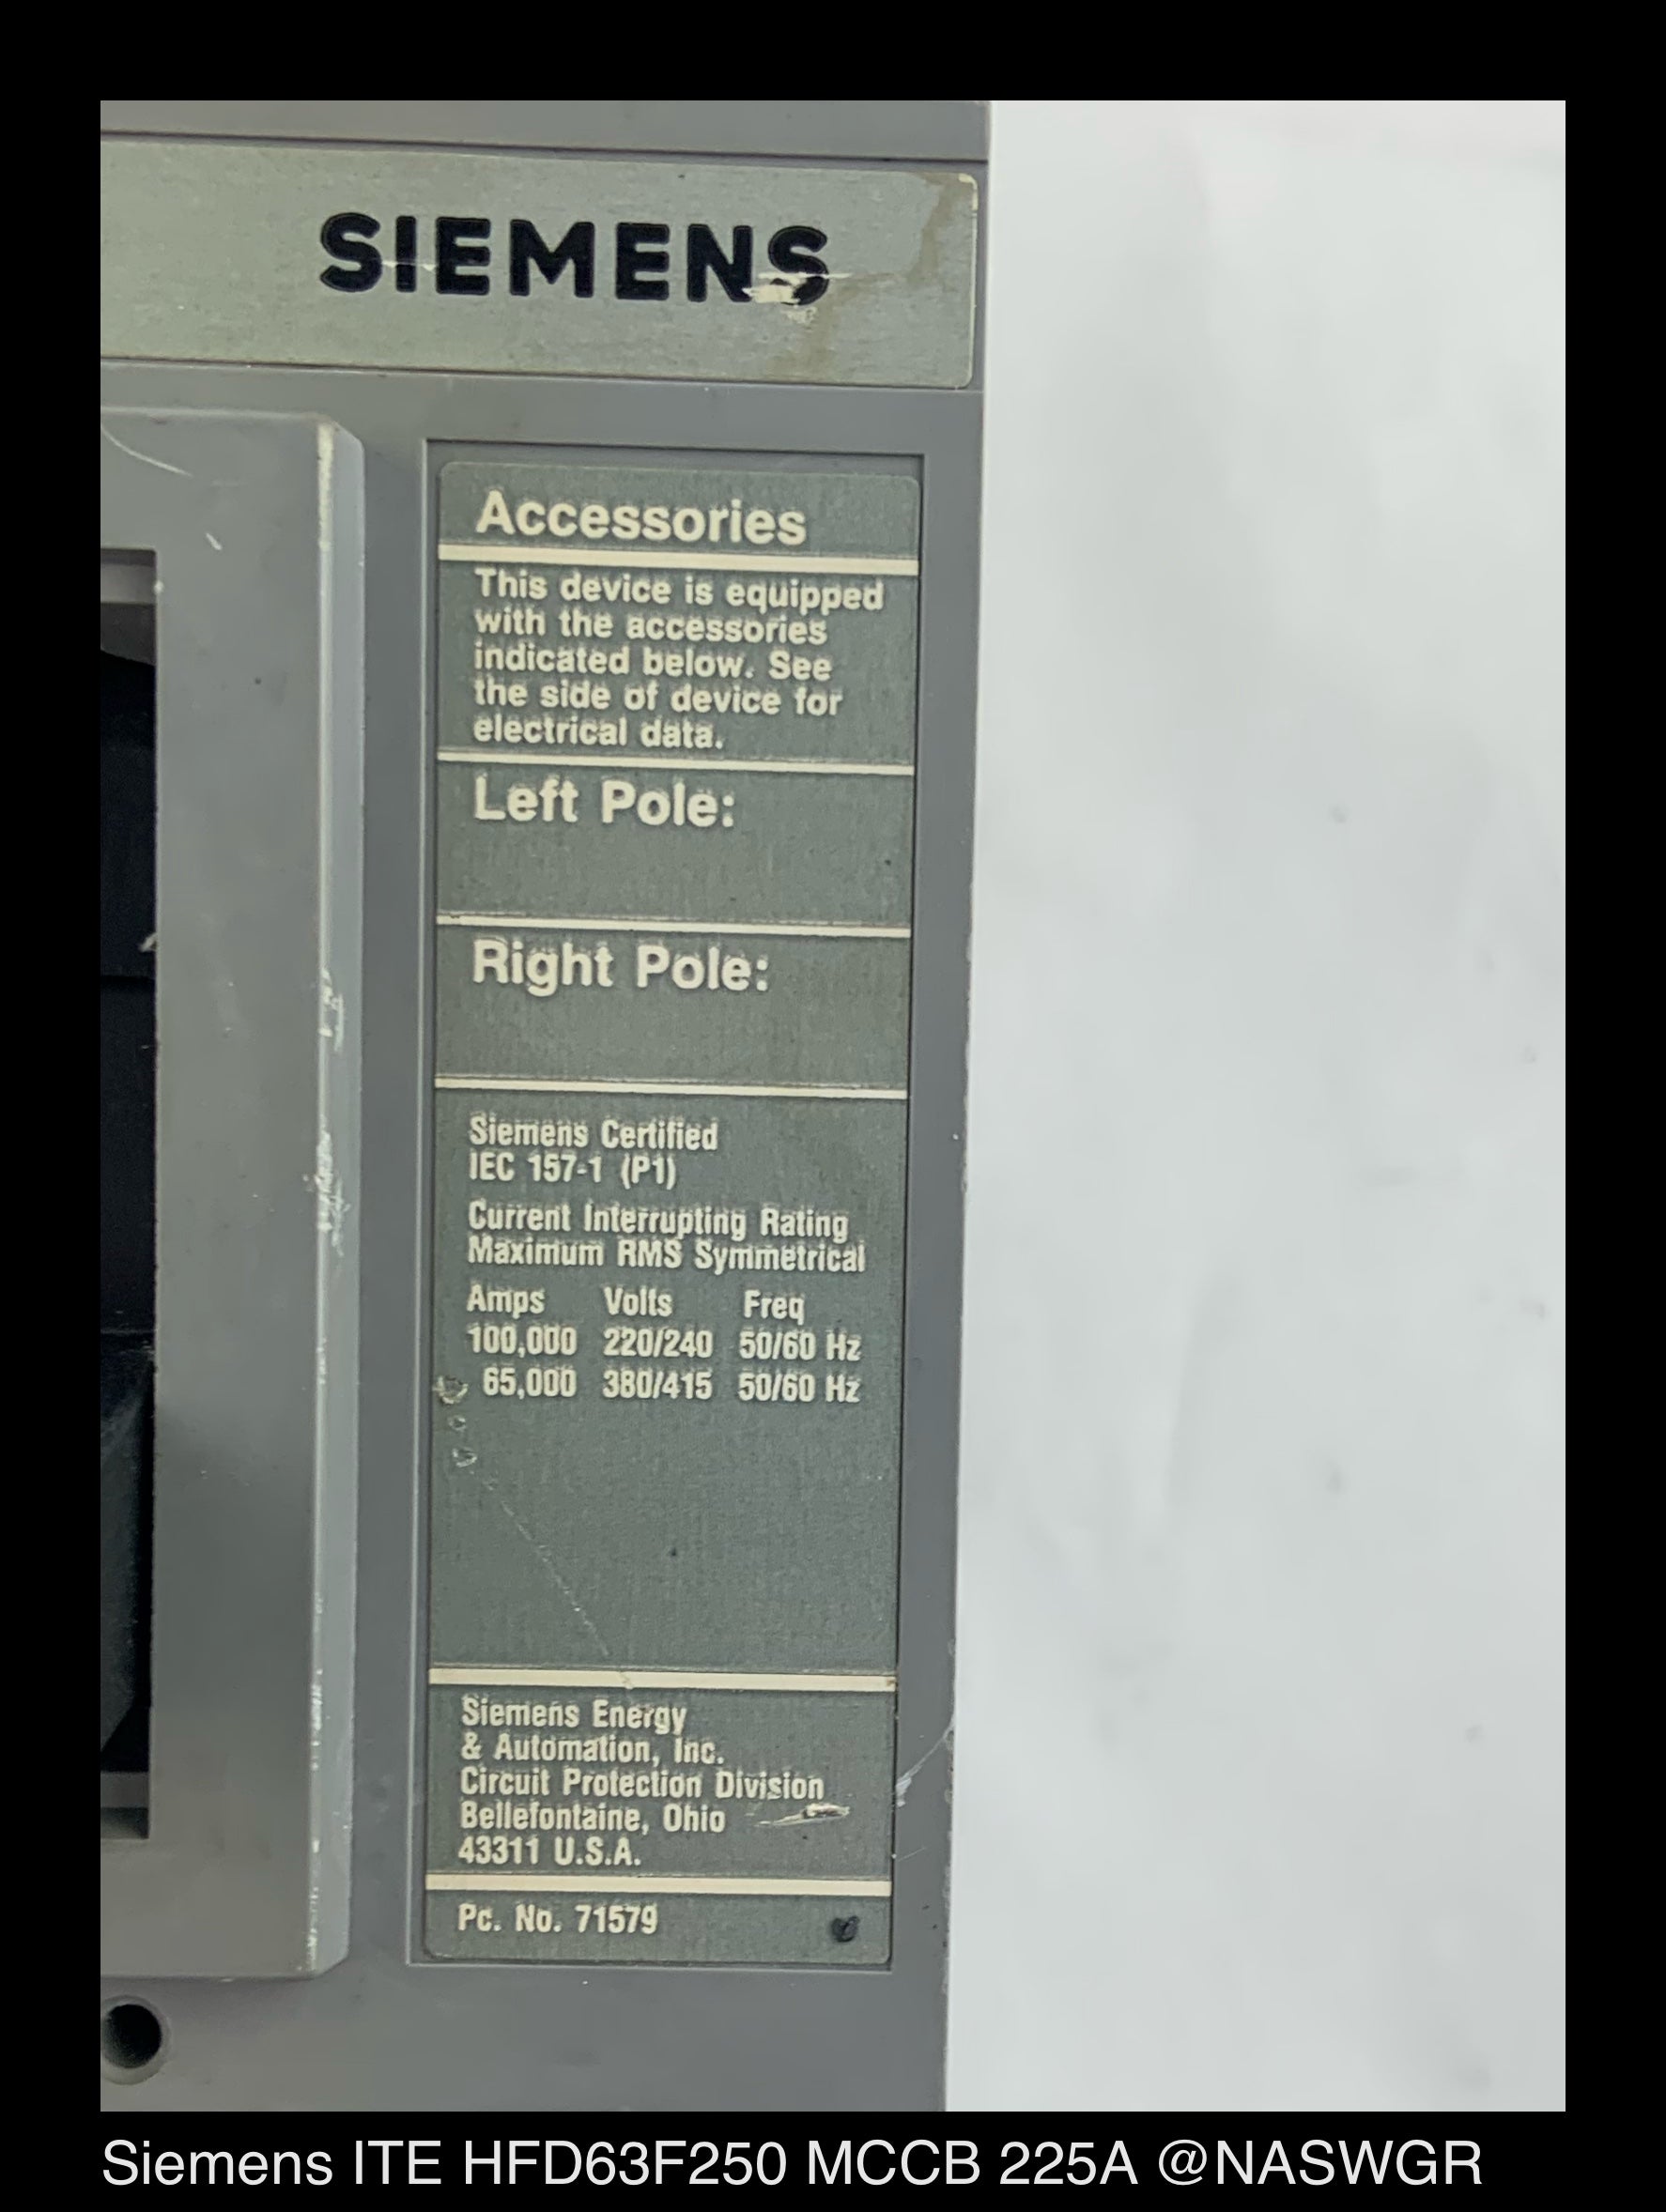 SIEMENS
Accessories
This device is equipped
with the accessories
indicated below. See
the side of device for
electrical data.
Left Pole:
Right Pole:
Siemens Certified
IEC 157-1 (P1)
Current Interrupting Rating
Maximum RMS Symmetrical
Amps Volts Freq
100,000 220/240 50/60 Hz
65,000 380/415 50/60 Hz
Siemens Energy
& Automation, Inc.
Circuit Protection Division
Bellefontaine, Ohio
43311 U.S.A.
Pc. No. 71579
Siemens ITE HFD63F250 MCCB 225A @NASWGR